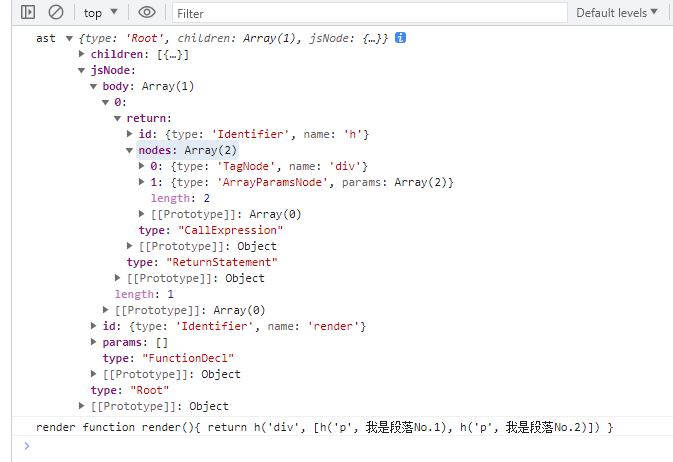 top ▼ Filter Default levels ▼
ast ▼ {type: 'Root', children: Array(1), jsNode: {…}} i
▶ children: [{…}]
▼ jsNode:
▼ body: Array(1)
▼ 0:
▼ return:
▶ id: {type: 'Identifier', name: 'h'}
▼ nodes: Array(2)
▶ 0: {type: 'TagNode', name: 'div'}
▶ 1: {type: 'ArrayParamsNode', params: Array(2)}
length: 2
▶ [[Prototype]]: Array(0)
type: "CallExpression"
▶ [[Prototype]]: Object
type: "ReturnStatement"
▶ [[Prototype]]: Object
length: 1
▶ [[Prototype]]: Array(0)
▶ id: {type: 'Identifier', name: 'render'}
▶ params: []
type: "FunctionDecl"
▶ [[Prototype]]: Object
type: "Root"
▶ [[Prototype]]: Object
render function render(){ return h('div', [h('p', 我是段落No.1), h('p', 我是段落No.2)]) }
>